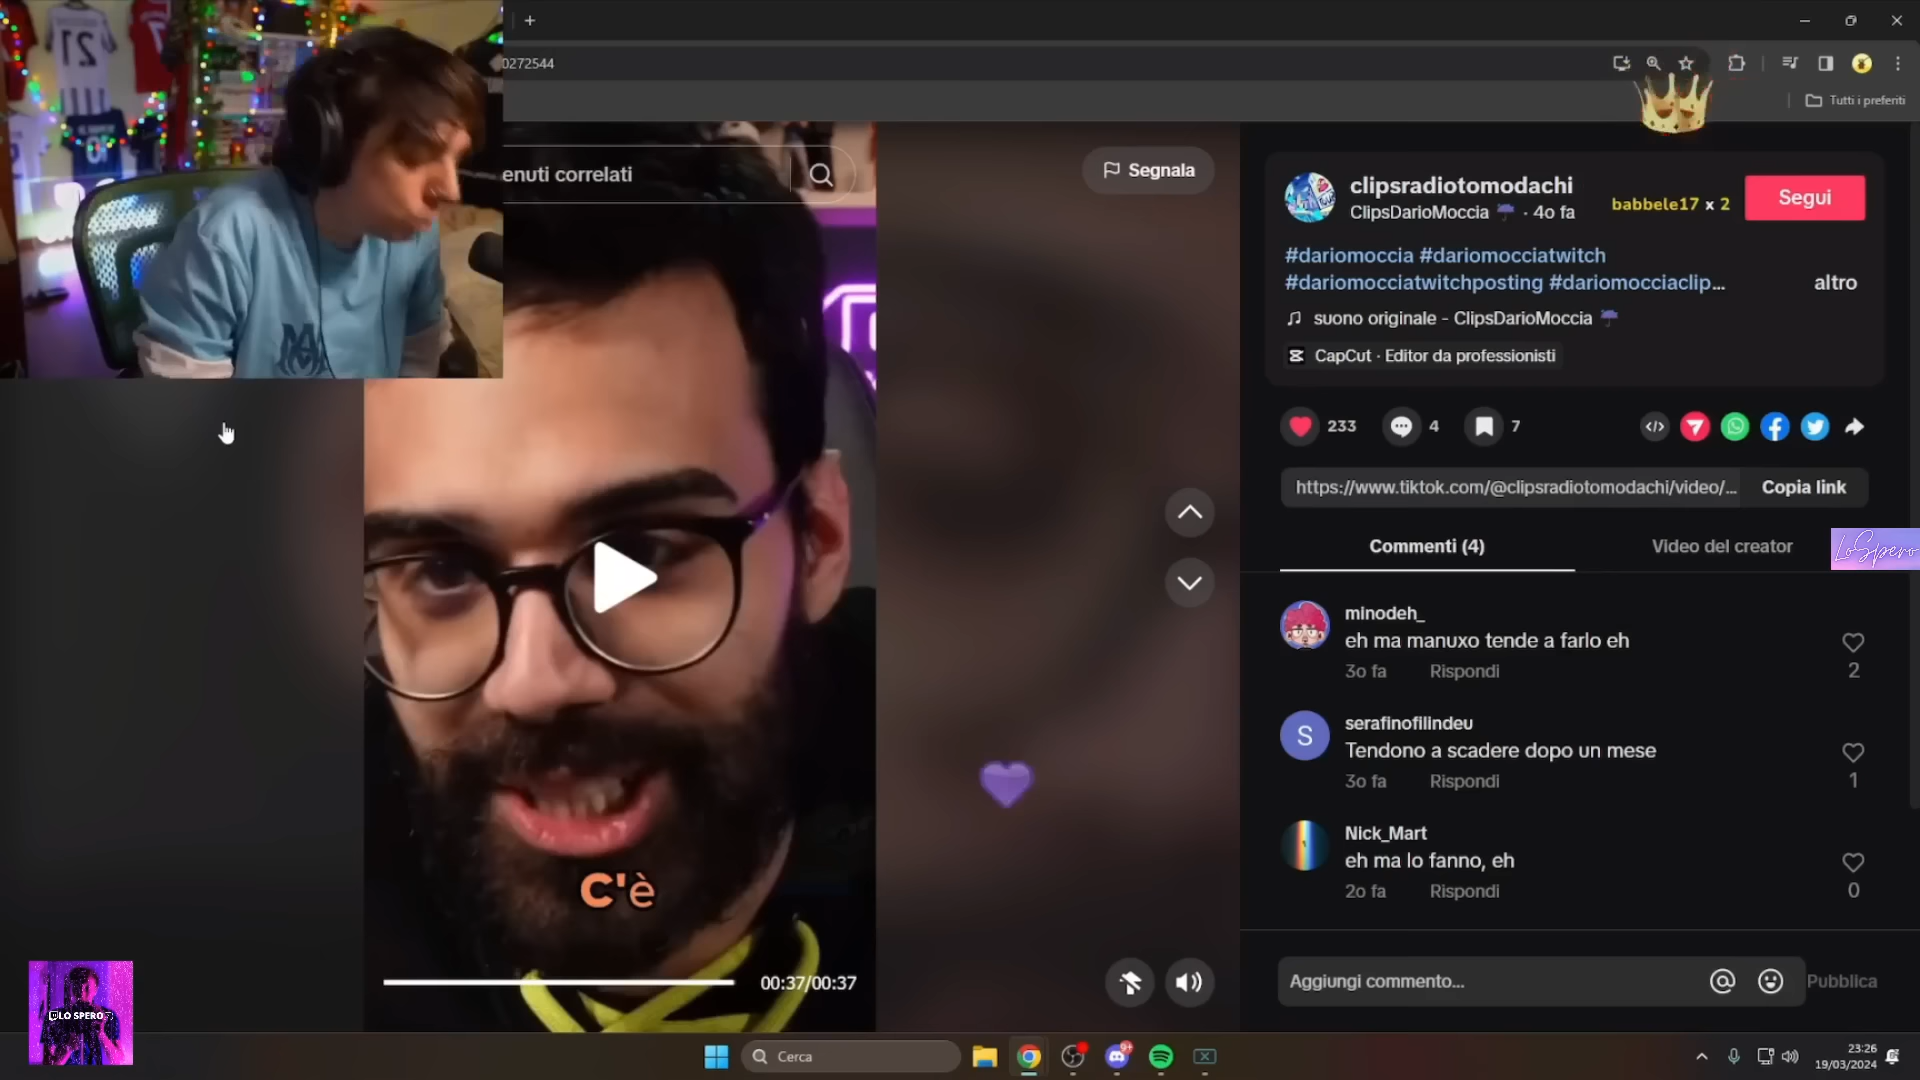 0272544
Tutti i preferiti
enuti correlati
Segnala
clipsradiotomodachi
ClipsDarioMoccia · 4o fa
babbele17 x 2
Segui
#dariomoccia #dariomocciatwitch
#dariomocciatwitchposting #dariomocciaclip...
altro
suono originale - ClipsDarioMoccia
CapCut · Editor da professionisti
233
4
7
https://www.tiktok.com/@clipsradiotomodachi/video/...
Copia link
Commenti (4)
Video del creator
LoSpero
minodeh_
eh ma manuxo tende a farlo eh
3o fa
Rispondi
2
S
serafinofilindeu
Tendono a scadere dopo un mese
3o fa
Rispondi
1
Nick_Mart
eh ma lo fanno, eh
2o fa
Rispondi
0
C'è
00:37/00:37
Aggiungi commento...
Pubblica
LO SPERO
Cerca
9+
23:26
19/03/2024
21